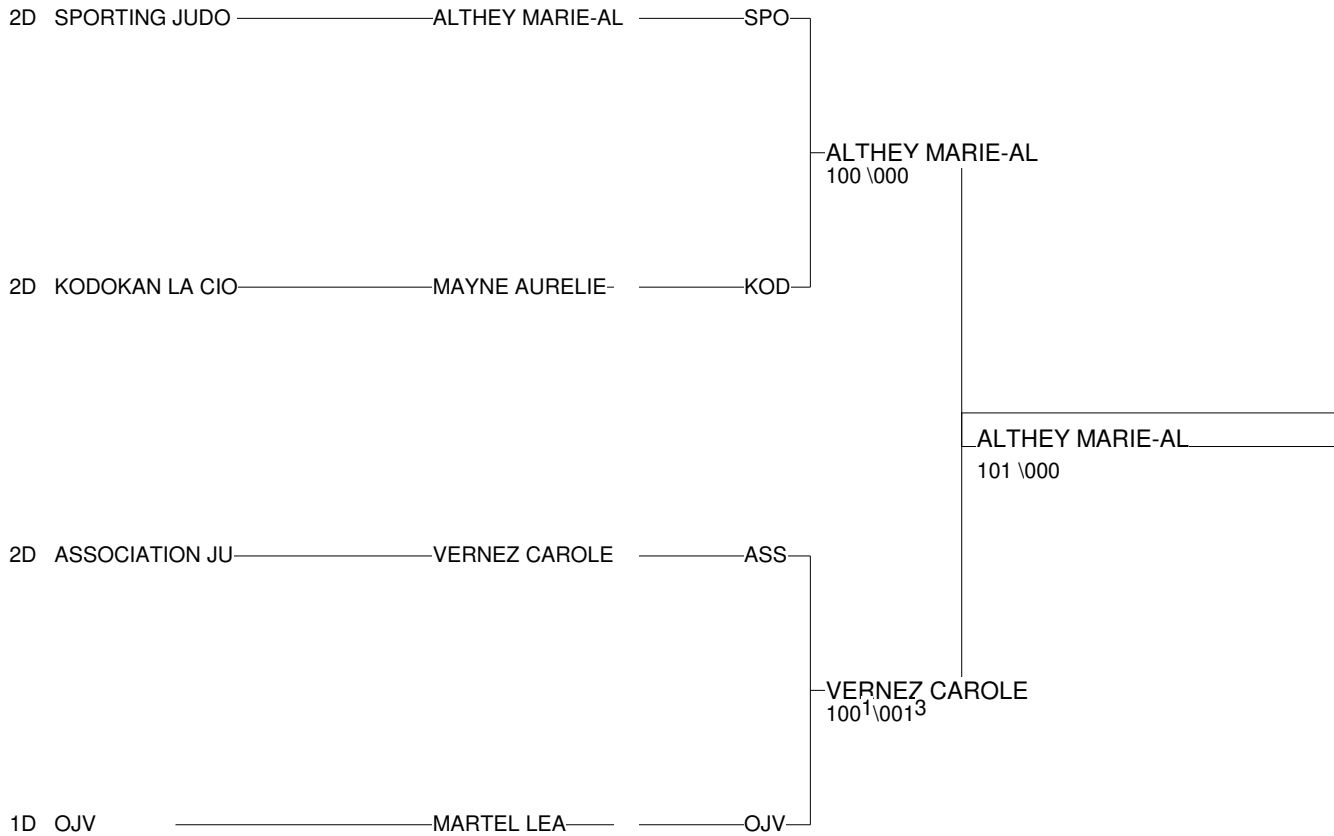 2D SPORTING JUDO ALTHEY MARIE-AL SPO
ALTHEY MARIE-AL
100 \000
2D KODOKAN LA CIO MAYNE AURELIE- KOD
ALTHEY MARIE-AL
101 \000
2D ASSOCIATION JU VERNEZ CAROLE ASS
VERNEZ CAROLE
100¹\001³
1D OJV MARTEL LEA OJV